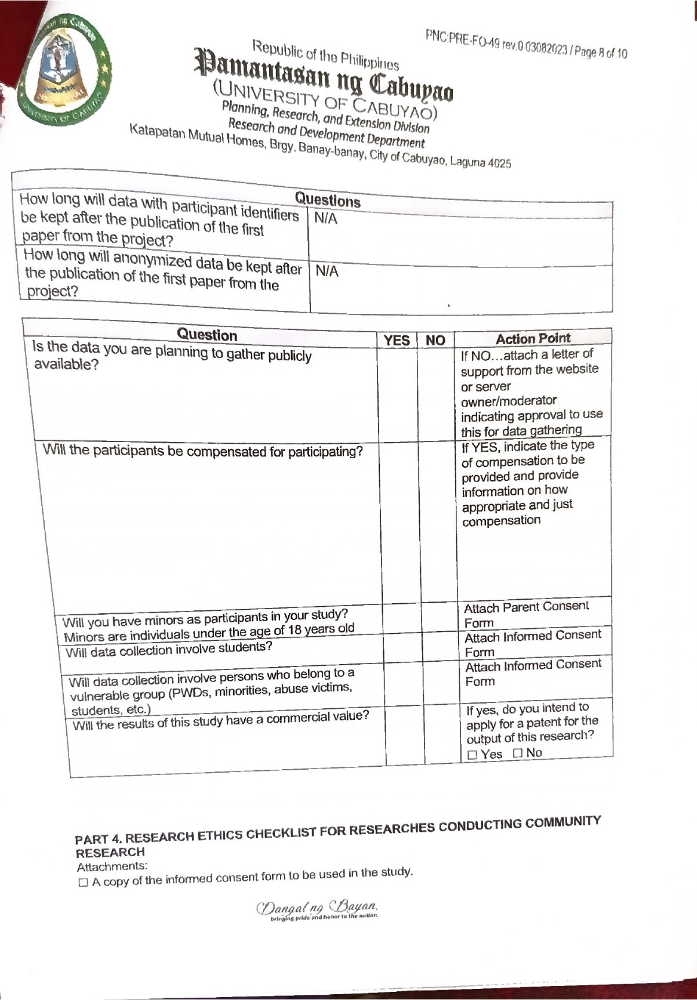 PNC:PRE-FO-49 rev.0 03082023 / Page 8 of 10
Republic of the Philippines
Pamantasan ng Cabuyao
(UNIVERSITY OF CABUYAO)
Planning, Research, and Extension Division
Research and Development Department
Katapatan Mutual Homes, Brgy. Banay-banay, City of Cabuyao, Laguna 4025
ng Cabuyao
UNIVERSITY OF CABUYAO
Questions
How long will data with participant identifiers
be kept after the publication of the first
paper from the project?
N/A
How long will anonymized data be kept after
the publication of the first paper from the
project?
N/A
Question
YES
NO
Action Point
Is the data you are planning to gather publicly
available?
If NO...attach a letter of
support from the website
or server
owner/moderator
indicating approval to use
this for data gathering
Will the participants be compensated for participating?
If YES, indicate the type
of compensation to be
provided and provide
information on how
appropriate and just
compensation
Will you have minors as participants in your study?
Minors are individuals under the age of 18 years old
Attach Parent Consent
Form
Will data collection involve students?
Attach Informed Consent
Form
Will data collection involve persons who belong to a
vulnerable group (PWDs, minorities, abuse victims,
students, etc.)
Attach Informed Consent
Form
Will the results of this study have a commercial value?
If yes, do you intend to
apply for a patent for the
output of this research?
☐ Yes ☐ No
PART 4. RESEARCH ETHICS CHECKLIST FOR RESEARCHES CONDUCTING COMMUNITY
RESEARCH
Attachments:
☐ A copy of the informed consent form to be used in the study.
Dangal ng Bayan.
bringing pride and honor to the nation.